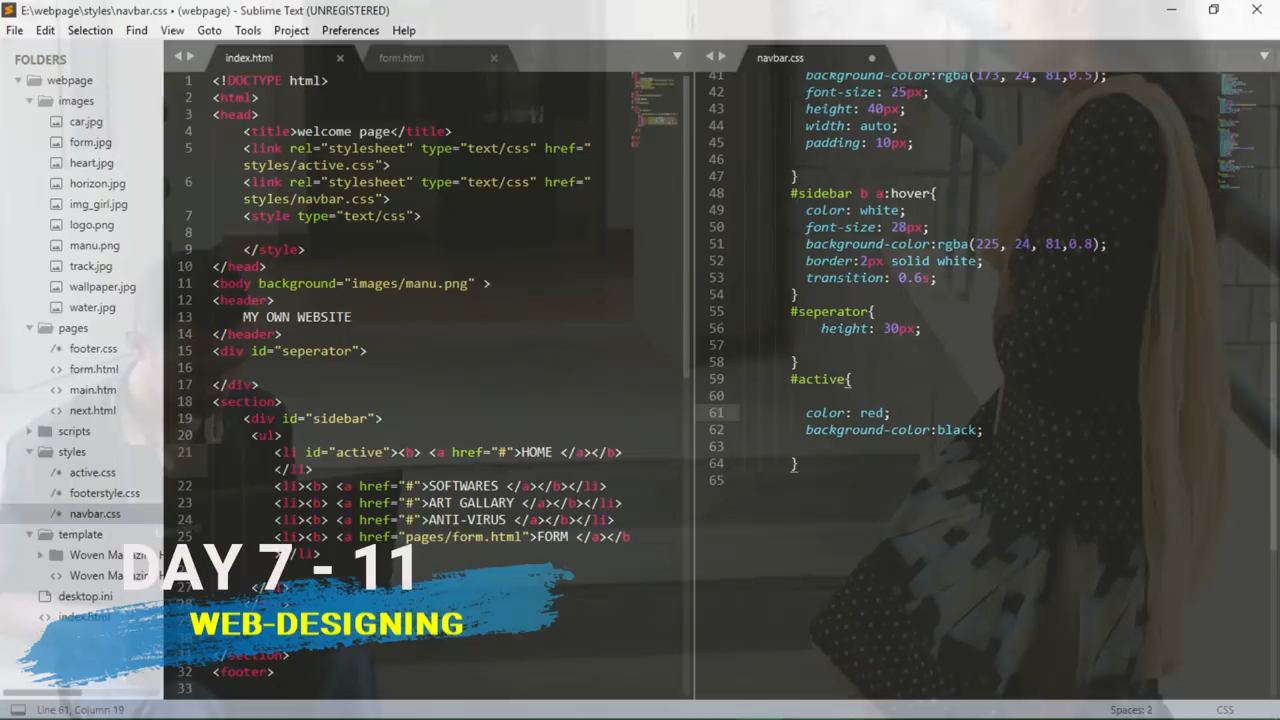 E:\webpage\styles\navbar.css • (webpage) - Sublime Text (UNREGISTERED)
File Edit Selection Find View Goto Tools Project Preferences Help
FOLDERS
webpage
images
car.jpg
form.jpg
heart.jpg
horizon.jpg
img_girl.jpg
logo.png
manu.png
track.jpg
wallpaper.jpg
water.jpg
pages
footer.css
form.html
main.htm
next.html
scripts
styles
active.css
footerstyle.css
navbar.css
template
Woven
Woven
desktop.ini
index.html
index.html
form.html
1 <!DOCTYPE html>
2 <html>
3 <head>
4 <title>welcome page</title>
5 <link rel="stylesheet" type="text/css" href="
styles/active.css">
6 <link rel="stylesheet" type="text/css" href="
styles/navbar.css">
7 <style type="text/css">
8
9 </style>
10 </head>
11 <body background="images/manu.png" >
12 <header>
13 MY OWN WEBSITE
14 </header>
15 <div id="seperator">
16
17 </div>
18 <section>
19 <div id="sidebar">
20 <ul>
21 <li id="active"><b> <a href="#">HOME </a></b>
</li>
22 <li><b> <a href="#">SOFTWARES </a></b></li>
23 <li><b> <a href="#">ART GALLARY </a></b></li>
24 <li><b> <a href="#">ANTI-VIRUS </a></b></li>
25 <li><b> <a href="pages/form.html">FORM </a></b
></li>
32 <footer>
33
navbar.css
41 background-color:rgba(173, 24, 81,0.5);
42 font-size: 25px;
43 height: 40px;
44 width: auto;
45 padding: 10px;
46
47 }
48 #sidebar b a:hover{
49 color: white;
50 font-size: 28px;
51 background-color:rgba(225, 24, 81,0.8);
52 border:2px solid white;
53 transition: 0.6s;
54 }
55 #seperator{
56 height: 30px;
57
58 }
59 #active{
60
61 color: red;
62 background-color:black;
63
64 }
65
DAY 7 - 11
WEB-DESIGNING
Line 61, Column 19
Spaces: 2
CSS